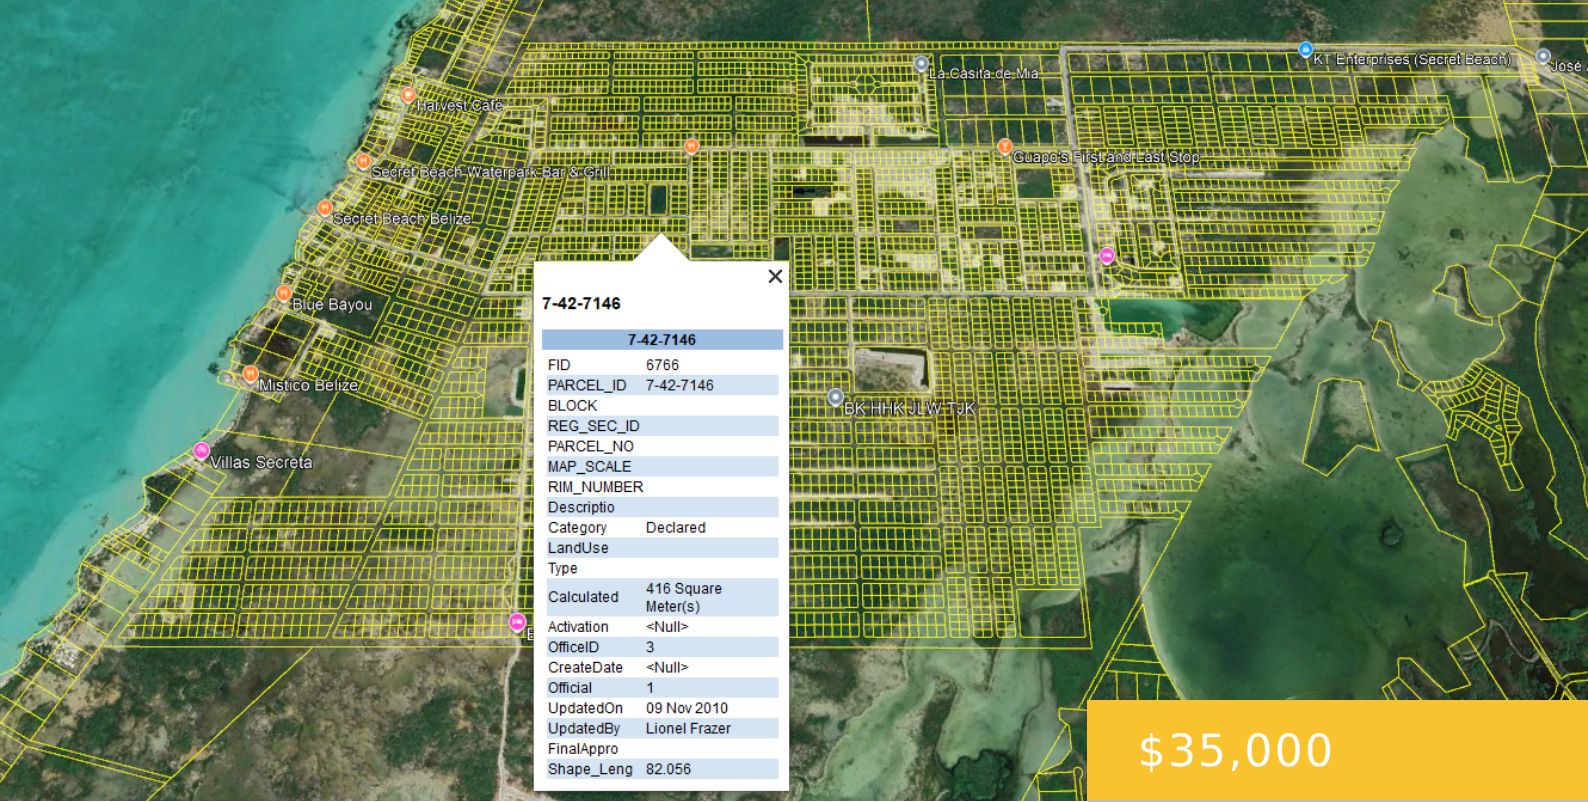 La Casita de Mia
KT Enterprises (Secret Beach)
José
Harvest Café
Guapo's First and Last Stop
Secret Beach Waterpark Bar & Grill
Secret Beach Belize
Blue Bayou
Mistico Belize
BK HHK JLW TJK
Villas Secreta
7-42-7146
7-42-7146
FID 6766
PARCEL_ID 7-42-7146
BLOCK
REG_SEC_ID
PARCEL_NO
MAP_SCALE
RIM_NUMBER
Descriptio
Category Declared
LandUse
Type
Calculated 416 Square
Meter(s)
Activation <Null>
OfficeID 3
CreateDate <Null>
Official 1
UpdatedOn 09 Nov 2010
UpdatedBy Lionel Frazer
FinalAppro
Shape_Leng 82.056
$35,000